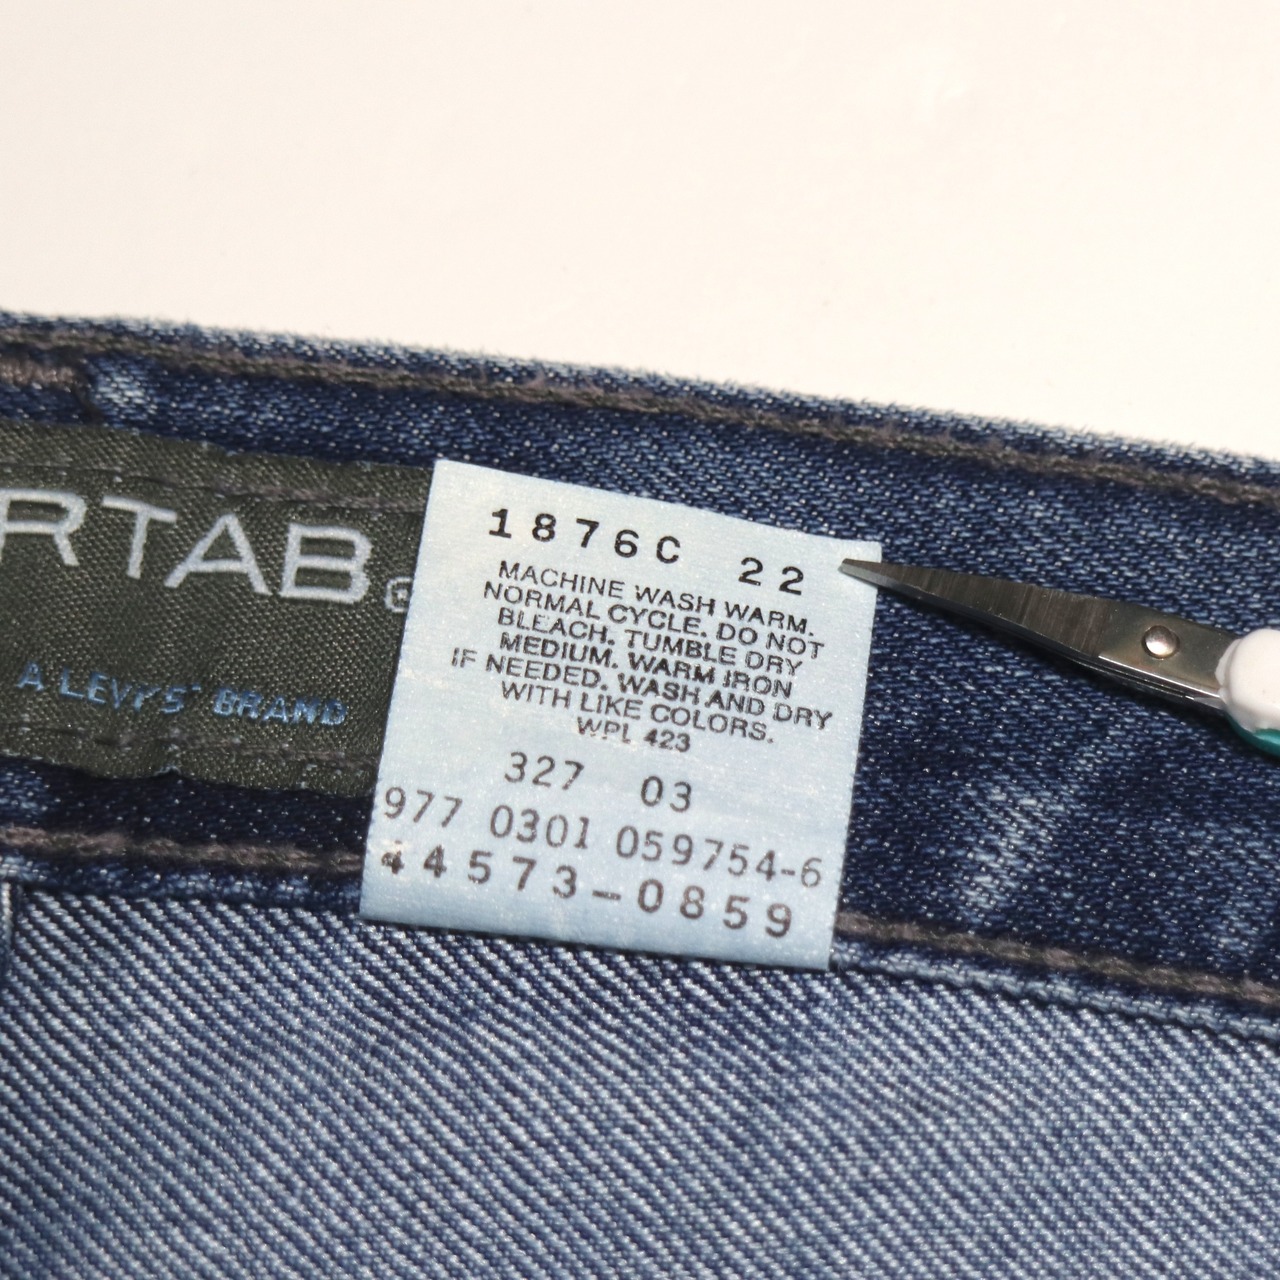 RTAB®
A LEVI'S® BRAND
1876C 22
MACHINE WASH WARM.
NORMAL CYCLE. DO NOT
BLEACH. TUMBLE DRY
MEDIUM. WARM IRON
IF NEEDED. WASH AND DRY
WITH LIKE COLORS.
WPL 423
327 03
977 0301 059754-6
44573-0859